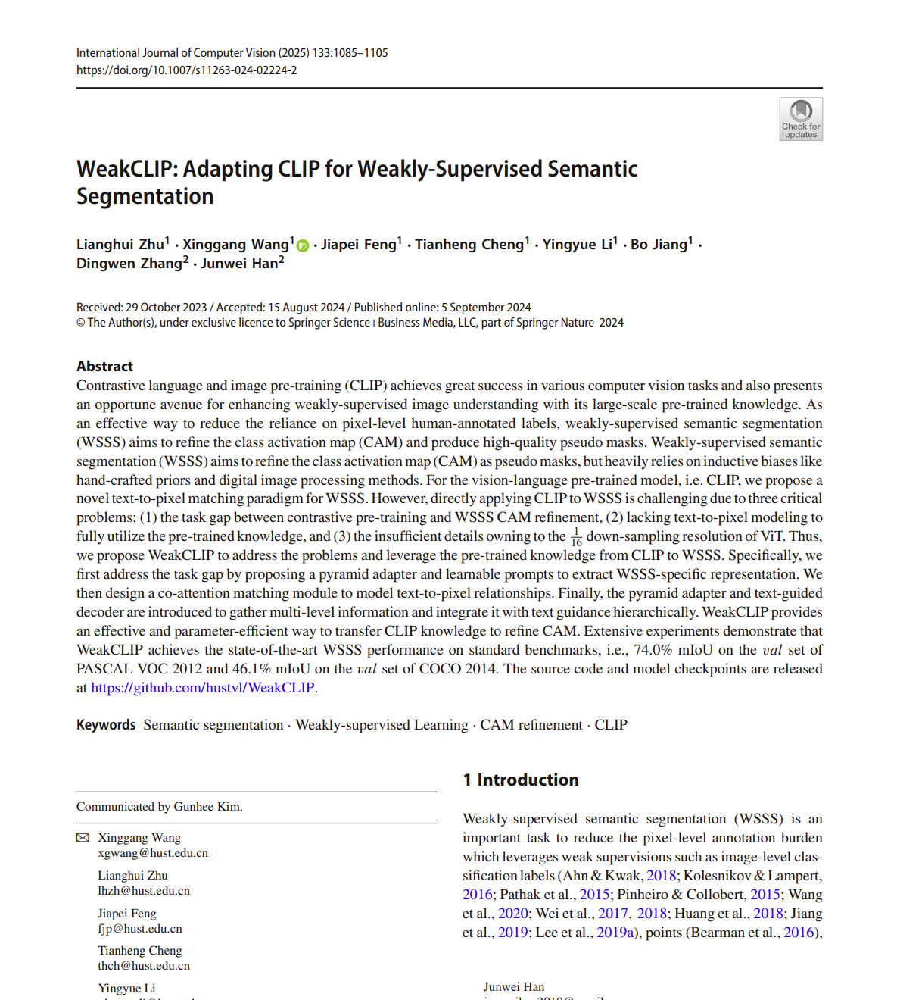 International Journal of Computer Vision (2025) 133:1085–1105
https://doi.org/10.1007/s11263-024-02224-2
Check for
updates
WeakCLIP: Adapting CLIP for Weakly-Supervised Semantic
Segmentation
Lianghui Zhu1 · Xinggang Wang1 iD · Jiapei Feng1 · Tianheng Cheng1 · Yingyue Li1 · Bo Jiang1 ·
Dingwen Zhang2 · Junwei Han2
Received: 29 October 2023 / Accepted: 15 August 2024 / Published online: 5 September 2024
© The Author(s), under exclusive licence to Springer Science+Business Media, LLC, part of Springer Nature 2024
Abstract
Contrastive language and image pre-training (CLIP) achieves great success in various computer vision tasks and also presents
an opportune avenue for enhancing weakly-supervised image understanding with its large-scale pre-trained knowledge. As
an effective way to reduce the reliance on pixel-level human-annotated labels, weakly-supervised semantic segmentation
(WSSS) aims to refine the class activation map (CAM) and produce high-quality pseudo masks. Weakly-supervised semantic
segmentation (WSSS) aims to refine the class activation map (CAM) as pseudo masks, but heavily relies on inductive biases like
hand-crafted priors and digital image processing methods. For the vision-language pre-trained model, i.e. CLIP, we propose a
novel text-to-pixel matching paradigm for WSSS. However, directly applying CLIP to WSSS is challenging due to three critical
problems: (1) the task gap between contrastive pre-training and WSSS CAM refinement, (2) lacking text-to-pixel modeling to
fully utilize the pre-trained knowledge, and (3) the insufficient details owning to the 1/16 down-sampling resolution of ViT. Thus,
we propose WeakCLIP to address the problems and leverage the pre-trained knowledge from CLIP to WSSS. Specifically, we
first address the task gap by proposing a pyramid adapter and learnable prompts to extract WSSS-specific representation. We
then design a co-attention matching module to model text-to-pixel relationships. Finally, the pyramid adapter and text-guided
decoder are introduced to gather multi-level information and integrate it with text guidance hierarchically. WeakCLIP provides
an effective and parameter-efficient way to transfer CLIP knowledge to refine CAM. Extensive experiments demonstrate that
WeakCLIP achieves the state-of-the-art WSSS performance on standard benchmarks, i.e., 74.0% mIoU on the val set of
PASCAL VOC 2012 and 46.1% mIoU on the val set of COCO 2014. The source code and model checkpoints are released
at https://github.com/hustvl/WeakCLIP.
Keywords Semantic segmentation · Weakly-supervised Learning · CAM refinement · CLIP
Communicated by Gunhee Kim.
Xinggang Wang
xgwang@hust.edu.cn
Lianghui Zhu
lhzh@hust.edu.cn
Jiapei Feng
fjp@hust.edu.cn
Tianheng Cheng
thch@hust.edu.cn
Yingyue Li
1 Introduction
Weakly-supervised semantic segmentation (WSSS) is an
important task to reduce the pixel-level annotation burden
which leverages weak supervisions such as image-level clas-
sification labels (Ahn & Kwak, 2018; Kolesnikov & Lampert,
2016; Pathak et al., 2015; Pinheiro & Collobert, 2015; Wang
et al., 2020; Wei et al., 2017, 2018; Huang et al., 2018; Jiang
et al., 2019; Lee et al., 2019a), points (Bearman et al., 2016),
Junwei Han